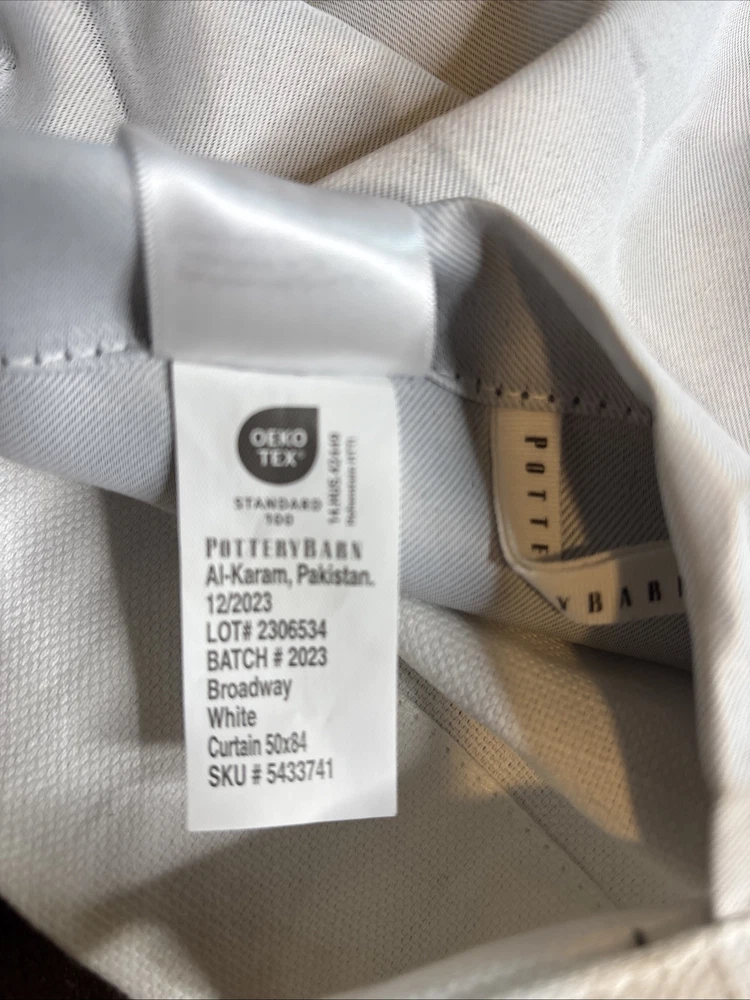 OEKO
TEX®
STANDARD
100
POTTERYBARN
Al-Karam, Pakistan.
12/2023
LOT# 2306534
BATCH # 2023
Broadway
White
Curtain 50x84
SKU # 5433741
POTTE
Y BAR